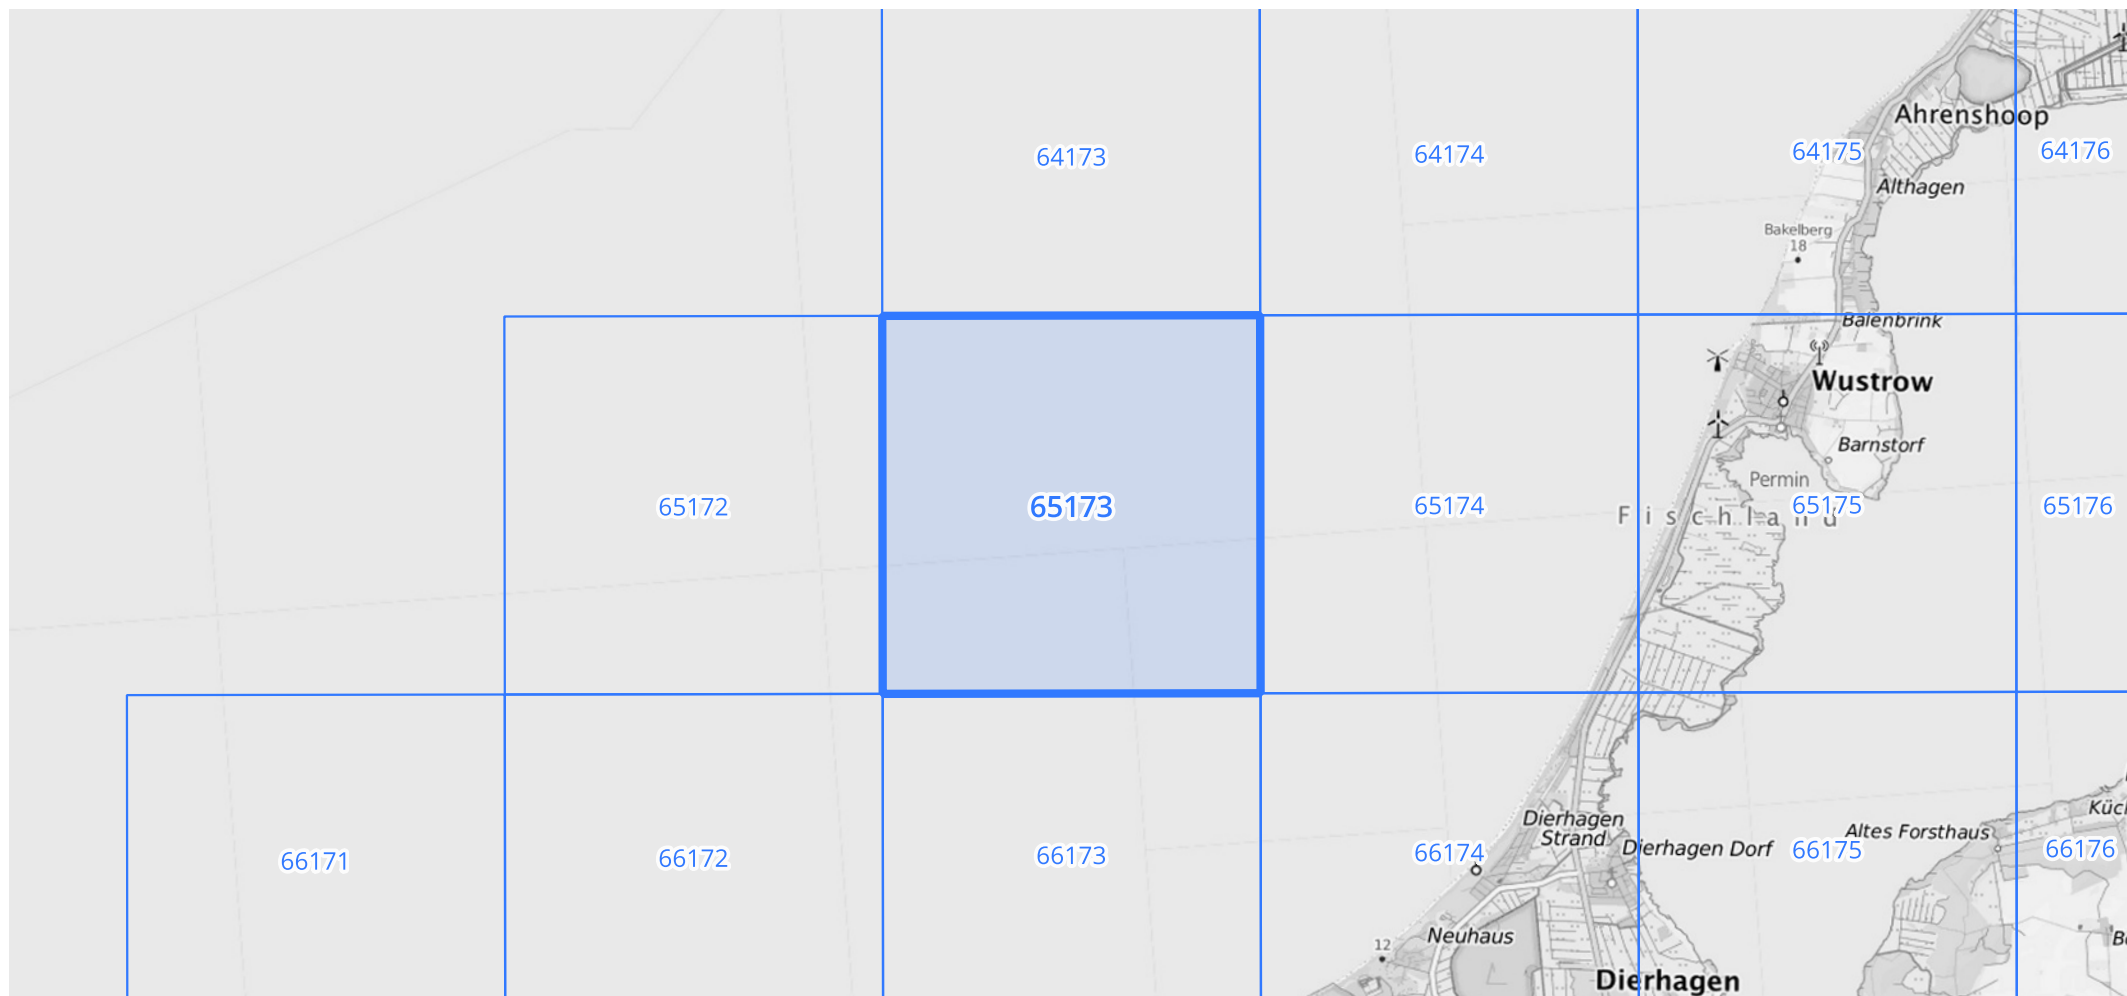 Ahrenshoop
64173
64174
64175
64176
Althagen
Bakelberg
18
Balenbrink
Wustrow
Barnstorf
Permin
65172
65173
65174
65175
65176
Fischland
Dierhagen
Strand
Dierhagen Dorf
Altes Forsthaus
66171
66172
66173
66174
66175
66176
Neuhaus
12
Dierhagen